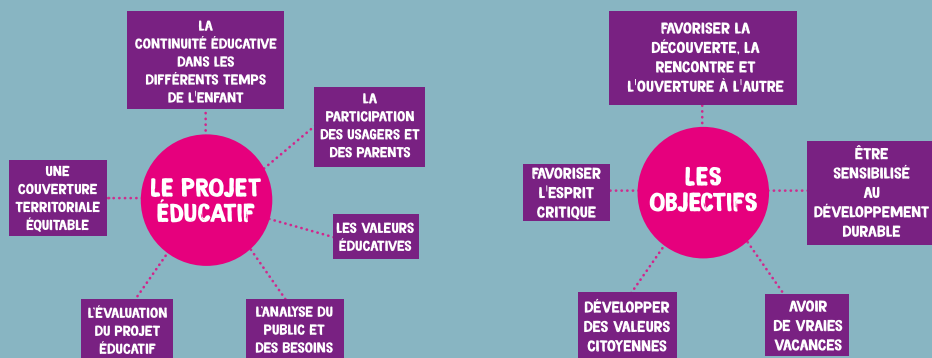 LA
CONTINUITÉ ÉDUCATIVE
DANS LES
DIFFÉRENTS TEMPS
DE L'ENFANT
LA
PARTICIPATION
DES USAGERS ET
DES PARENTS
UNE
COUVERTURE
TERRITORIALE
ÉQUITABLE
LE PROJET
ÉDUCATIF
LES VALEURS
ÉDUCATIVES
L'ÉVALUATION
DU PROJET
ÉDUCATIF
L'ANALYSE DU
PUBLIC ET
DES BESOINS
FAVORISER LA
DÉCOUVERTE, LA
RENCONTRE ET
L'OUVERTURE À L'AUTRE
FAVORISER
L'ESPRIT
CRITIQUE
LES
OBJECTIFS
ÊTRE
SENSIBILISÉ
AU
DÉVELOPPEMENT
DURABLE
DÉVELOPPER
DES VALEURS
CITOYENNES
AVOIR
DE VRAIES
VACANCES